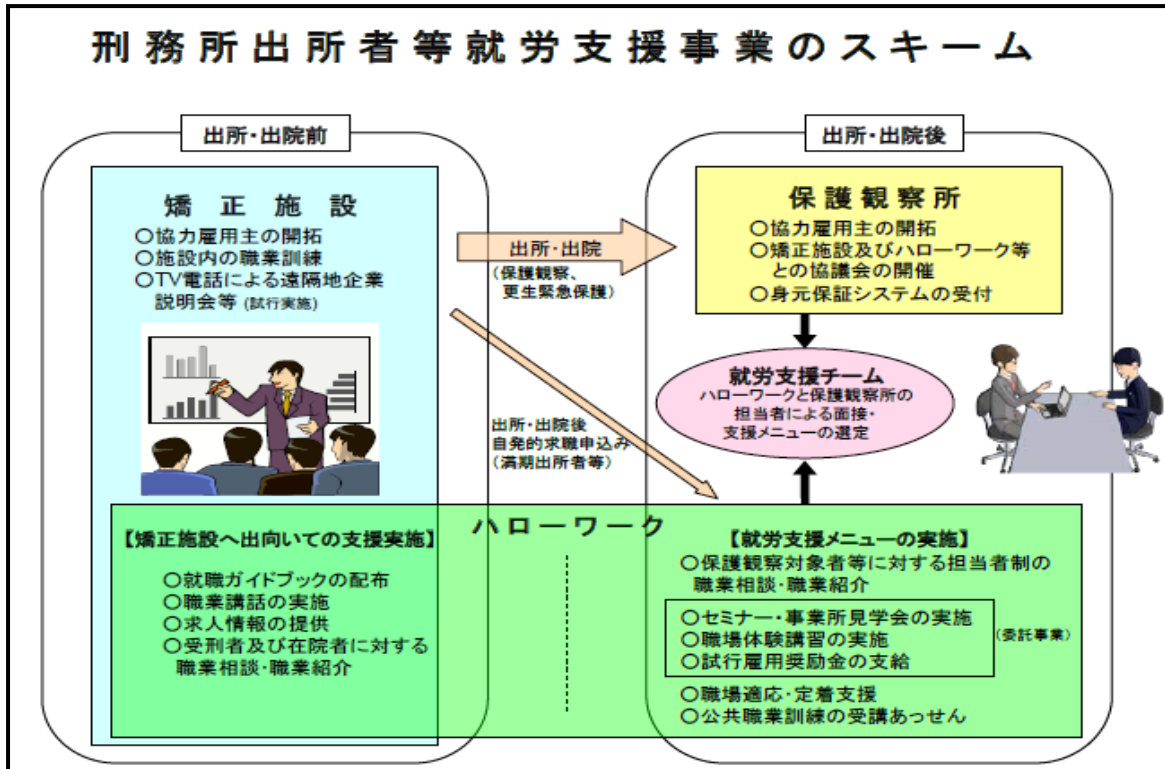 刑務所出所者等就労支援事業のスキーム
出所・出院前
矯正施設
○協力雇用主の開拓
○施設内の職業訓練
○TV電話による遠隔地企業
説明会等 (試行実施)
出所・出院
(保護観察、
更生緊急保護)
出所・出院後
自発的求職申込み
(満期出所者等)
出所・出院後
保護観察所
○協力雇用主の開拓
○矯正施設及びハローワーク等
との協議会の開催
○身元保証システムの受付
就労支援チーム
ハローワークと保護観察所の
担当者による面接・
支援メニューの選定
ハローワーク
【矯正施設へ出向いての支援実施】
○就職ガイドブックの配布
○職業講話の実施
○求人情報の提供
○受刑者及び在院者に対する
職業相談・職業紹介
【就労支援メニューの実施】
○保護観察対象者等に対する担当者制の
職業相談・職業紹介
○セミナー・事業所見学会の実施
○職場体験講習の実施
○試行雇用奨励金の支給
(委託事業)
○職場適応・定着支援
○公共職業訓練の受講あっせん